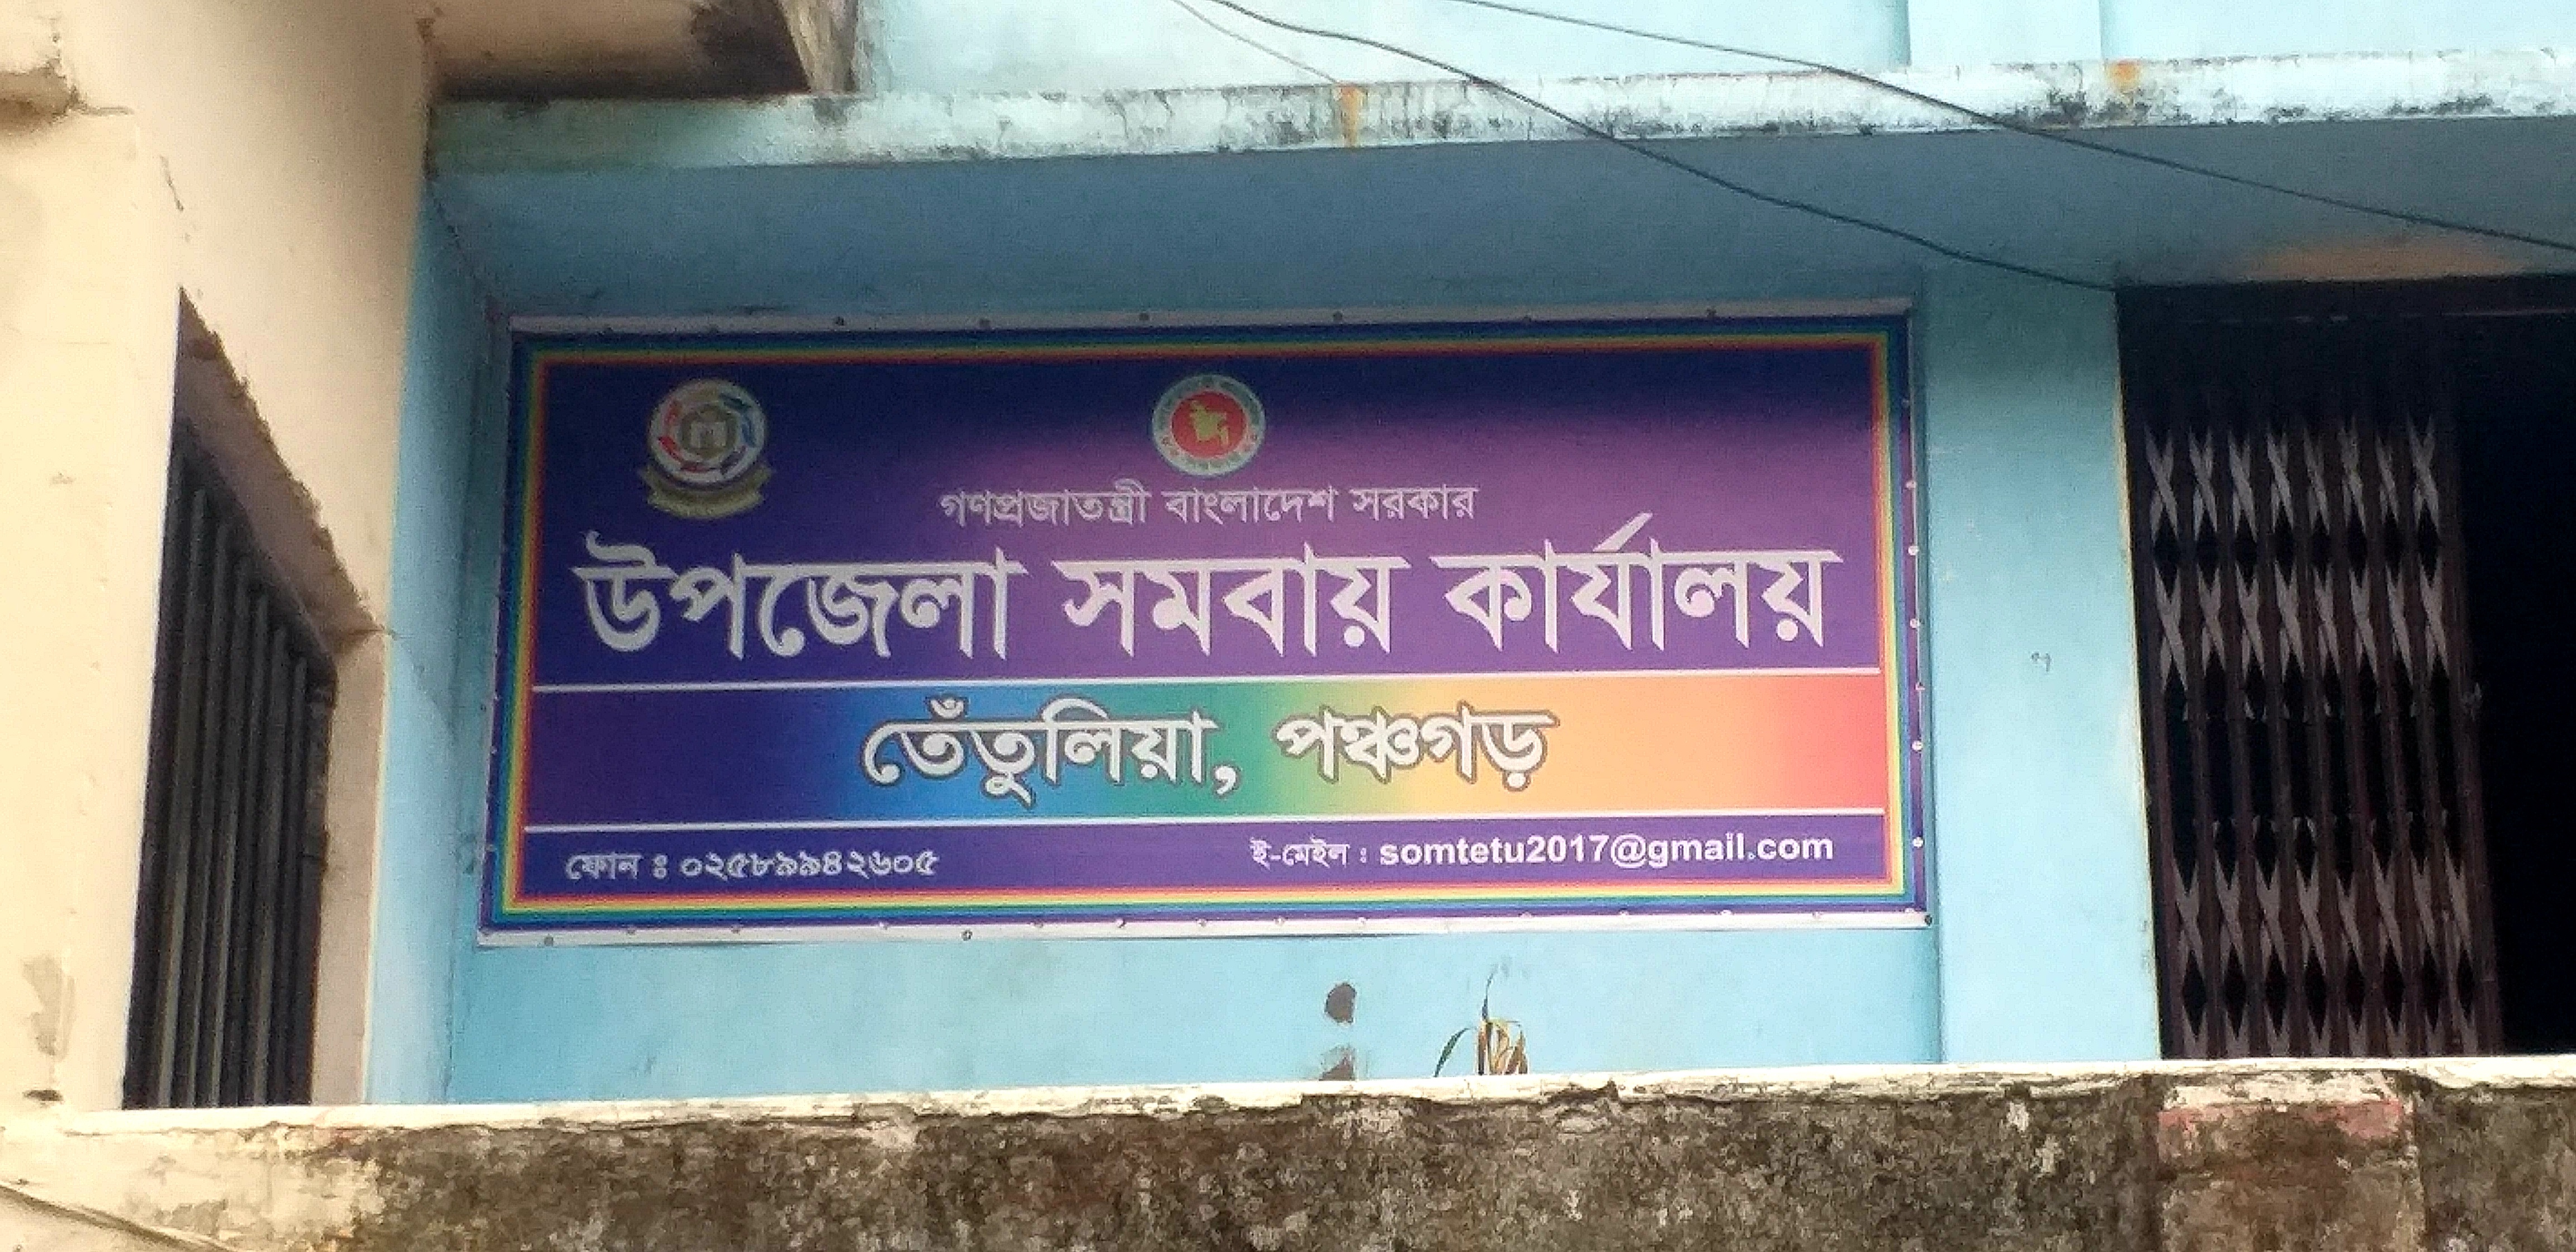 গণপ্রজাতন্ত্রী বাংলাদেশ সরকার
উপজেলা সমবায় কার্যালয়
তেঁতুলিয়া, পঞ্চগড়
ফোন : ০২৫৮৯৯৪২৬০৫
ই-মেইল : somtetu2017@gmail.com